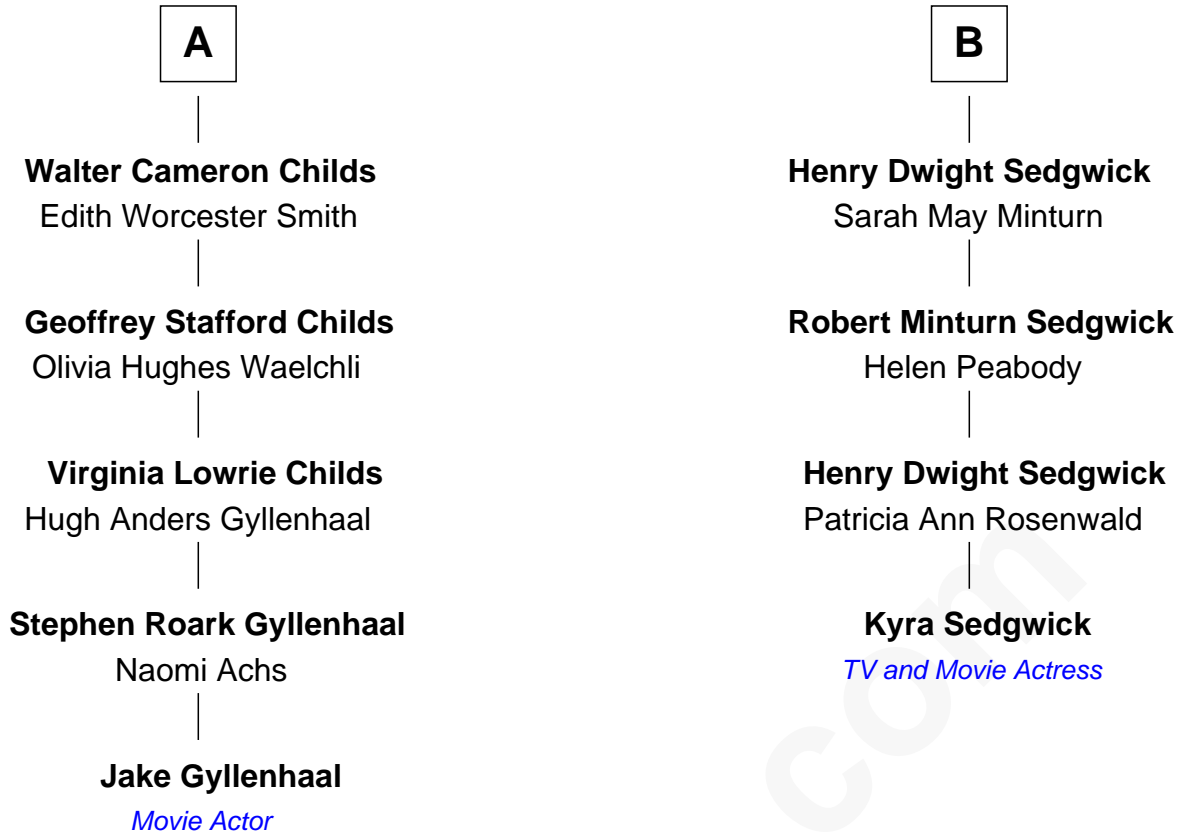 A
Walter Cameron Childs
Edith Worcester Smith
Geoffrey Stafford Childs
Olivia Hughes Waelchli
Virginia Lowrie Childs
Hugh Anders Gyllenhaal
Stephen Roark Gyllenhaal
Naomi Achs
Jake Gyllenhaal
Movie Actor
B
Henry Dwight Sedgwick
Sarah May Minturn
Robert Minturn Sedgwick
Helen Peabody
Henry Dwight Sedgwick
Patricia Ann Rosenwald
Kyra Sedgwick
TV and Movie Actress
com